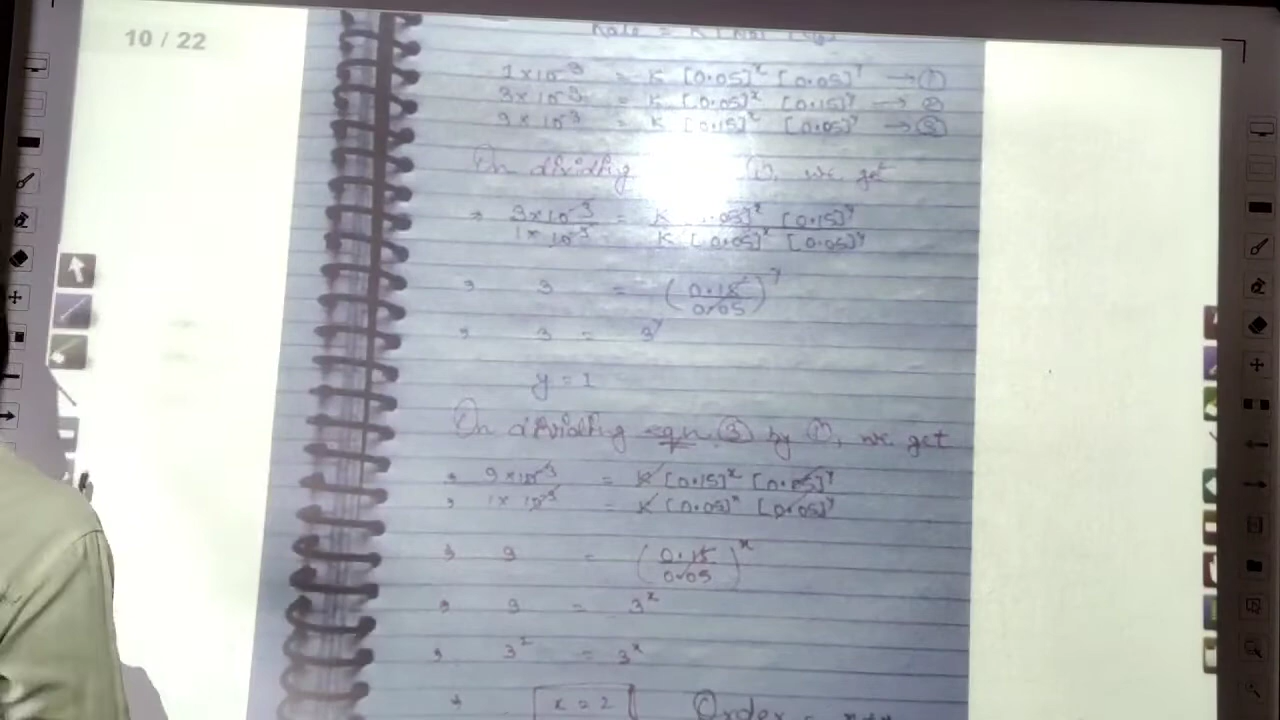 10 / 22
Rate = K
1×10⁻³ = K [0.05]ˣ [0.05]ʸ → ①
3×10⁻³ = K [0.05]ˣ [0.15]ʸ → ②
9×10⁻³ = K [0.15]ˣ [0.05]ʸ → ③
On dividing ①, we get
⇒ 3×10⁻³ = K .05]ˣ [0.15]ʸ
1×10⁻³ K [0.05]ˣ [0.05]ʸ
⇒ 3 = (0.15/0.05)ʸ
⇒ 3 = 3ʸ
y = 1
On dividing eqn ③ by ①, we get
⇒ 9×10⁻³ = K [0.15]ˣ [0.05]ʸ
⇒ 1×10⁻³ = K [0.05]ˣ [0.05]ʸ
⇒ 9 = (0.15/0.05)ˣ
⇒ 9 = 3ˣ
⇒ 3² = 3ˣ
⇒ x = 2 Order =